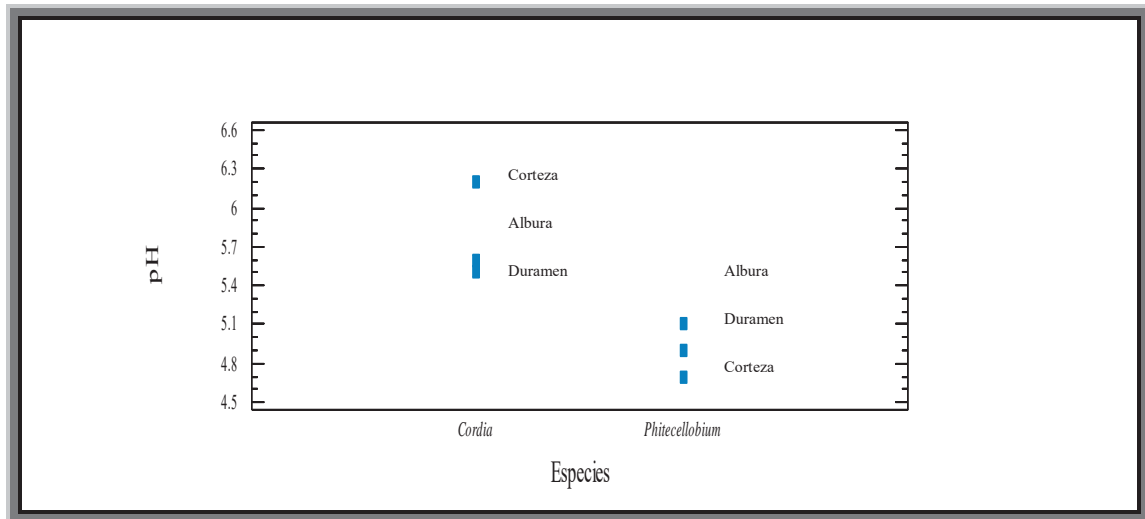 6.6
6.3
Corteza
6
Albura
5.7
pH
Duramen
Albura
5.4
5.1
Duramen
4.8
Corteza
4.5
Cordia
Phitecellobium
Especies